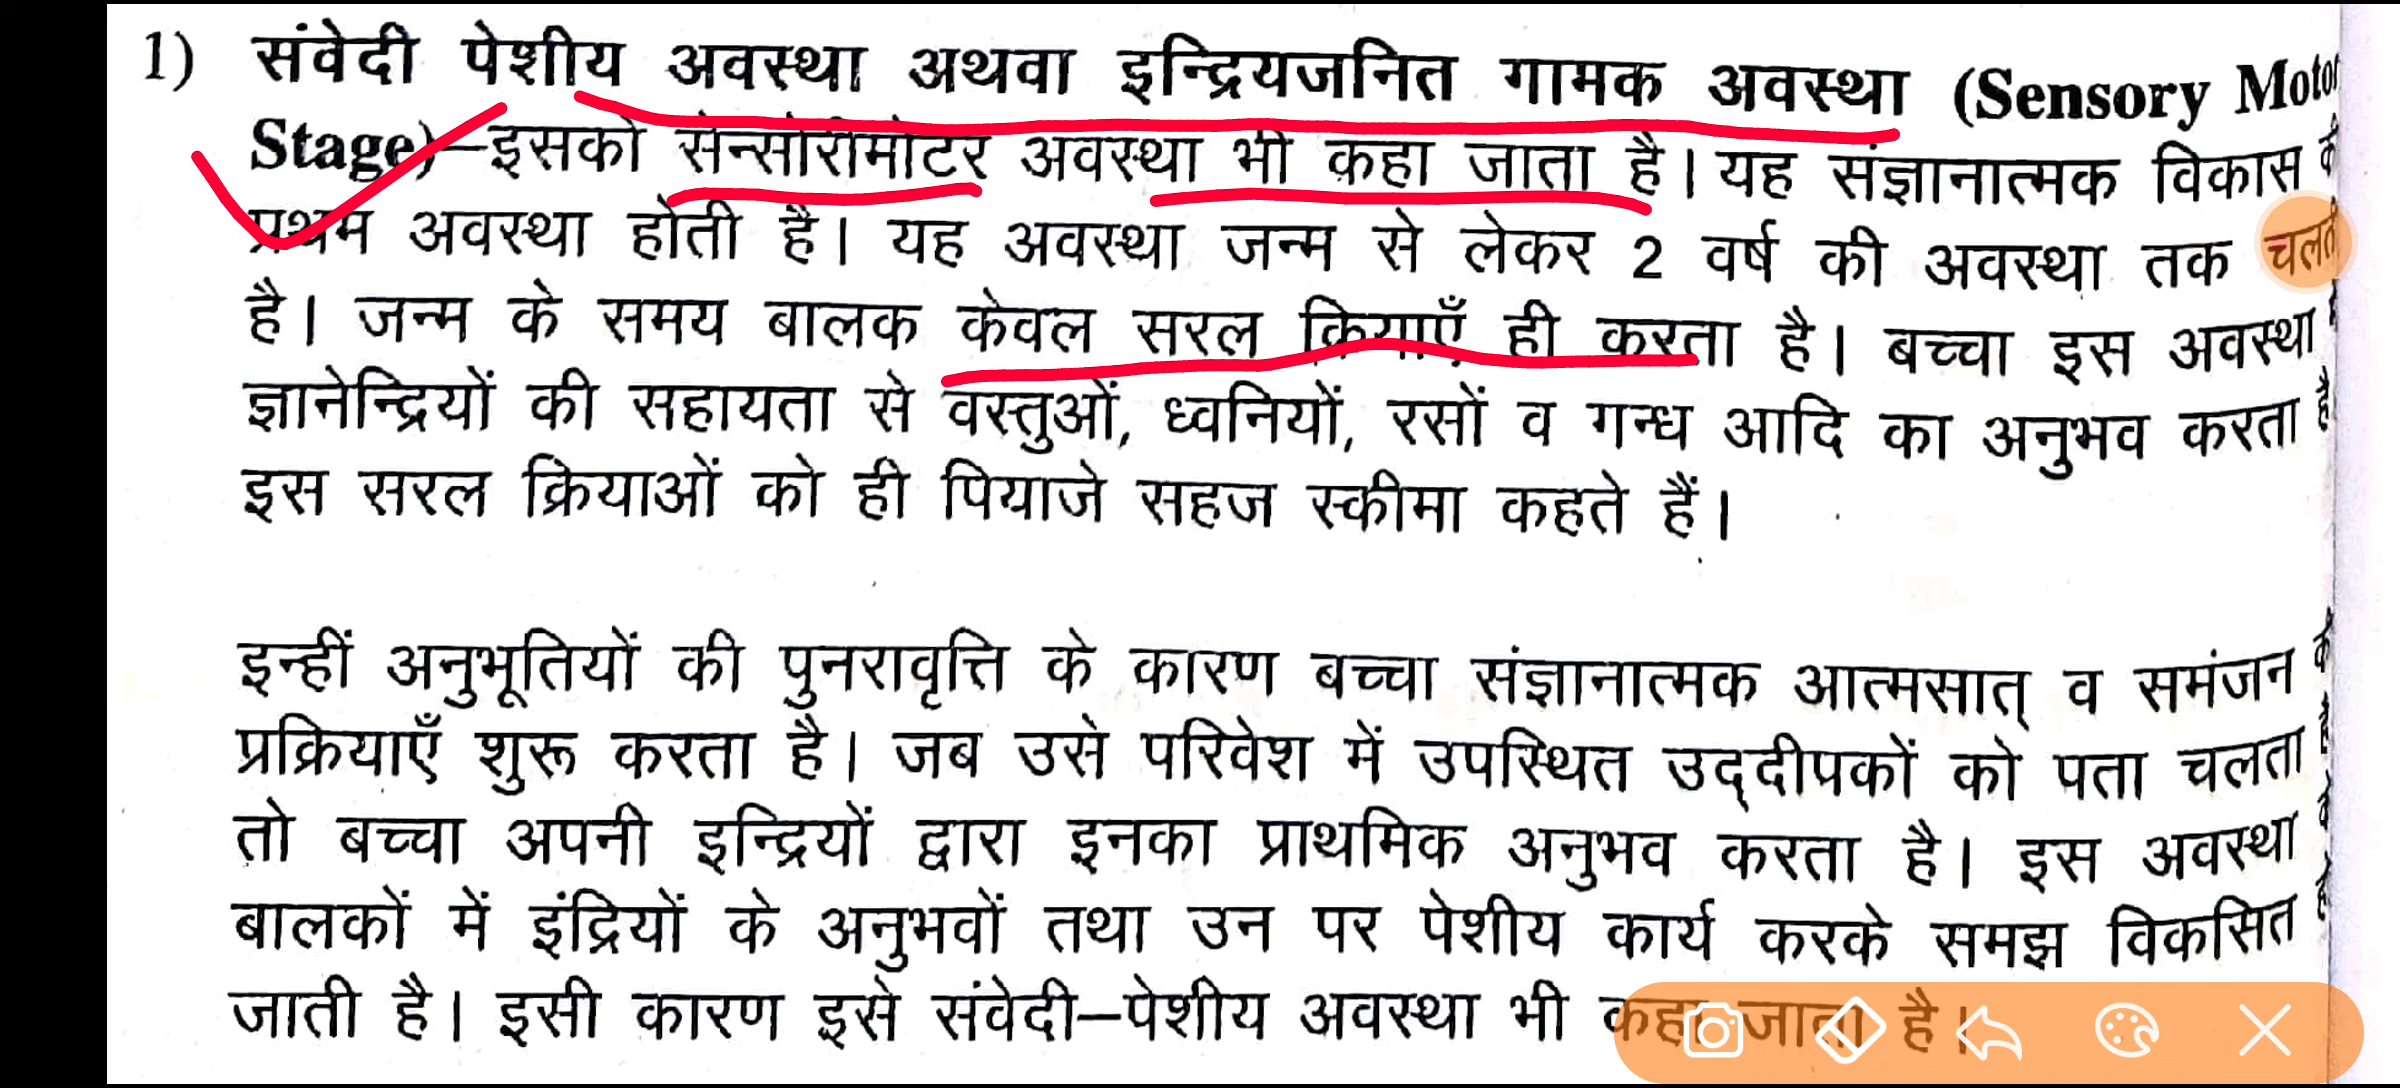 1) संवेदी पेशीय अवस्था अथवा इन्द्रियजनित गामक अवस्था (Sensory Motor
Stage)–इसको सेन्सोरीमोटर अवस्था भी कहा जाता है। यह संज्ञानात्मक विकास
प्रथम अवस्था होती है। यह अवस्था जन्म से लेकर 2 वर्ष की अवस्था तक चलती
है। जन्म के समय बालक केवल सरल क्रियाएँ ही करता है। बच्चा इस अवस्था
ज्ञानेन्द्रियों की सहायता से वस्तुओं, ध्वनियों, रसों व गन्ध आदि का अनुभव करता है
इस सरल क्रियाओं को ही पियाजे सहज स्कीमा कहते हैं।
इन्हीं अनुभूतियों की पुनरावृत्ति के कारण बच्चा संज्ञानात्मक आत्मसात् व समंजन की
प्रक्रियाएँ शुरू करता है। जब उसे परिवेश में उपस्थित उद्‌दीपकों को पता चलता है
तो बच्चा अपनी इन्द्रियों द्वारा इनका प्राथमिक अनुभव करता है। इस अवस्था
बालकों में इंद्रियों के अनुभवों तथा उन पर पेशीय कार्य करके समझ विकसित
जाती है। इसी कारण इसे संवेदी–पेशीय अवस्था भी कहा जाता है।